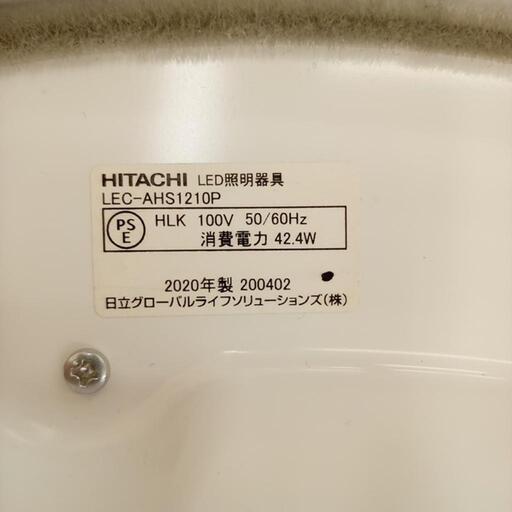 HITACHI LED照明器具
LEC-AHS1210P
PS E HLK 100V 50/60Hz
消費電力 42.4W
2020年製 200402
日立グローバルライフソリューションズ(株)